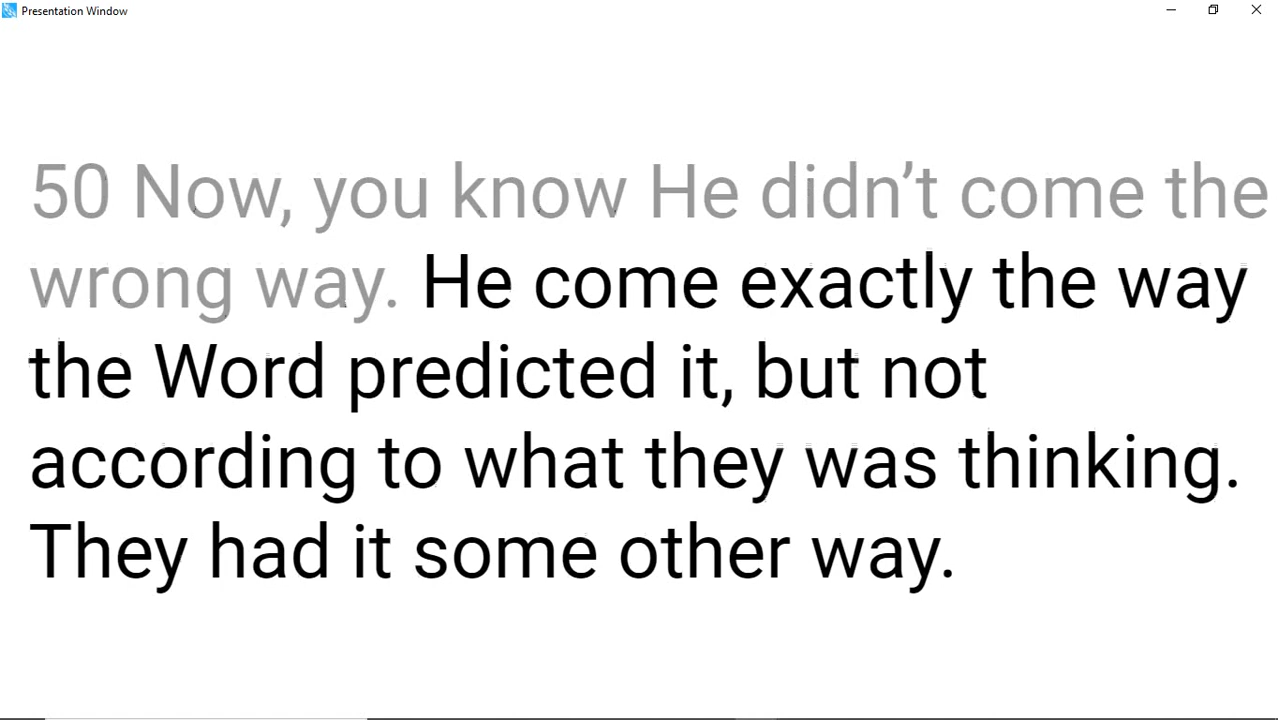 Presentation Window
50 Now, you know He didn’t come the
wrong way. He come exactly the way
the Word predicted it, but not
according to what they was thinking.
They had it some other way.